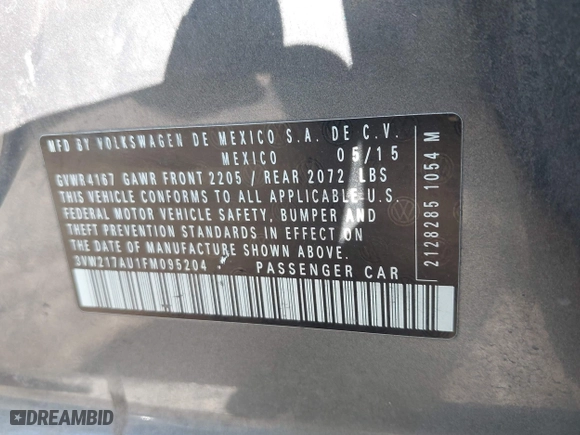 MFD BY VOLKSWAGEN DE MEXICO S.A. DE C.V.
MEXICO 05/15
GVWR 4167 GAWR FRONT 2205 / REAR 2072 LBS
THIS VEHICLE CONFORMS TO ALL APPLICABLE U.S.
FEDERAL MOTOR VEHICLE SAFETY, BUMPER AND
THEFT PREVENTION STANDARDS IN EFFECT ON
THE DATE OF MANUFACTURE SHOWN ABOVE.
3VW217AU1FM095204 PASSENGER CAR
2128285 1054 M
DREAMBID